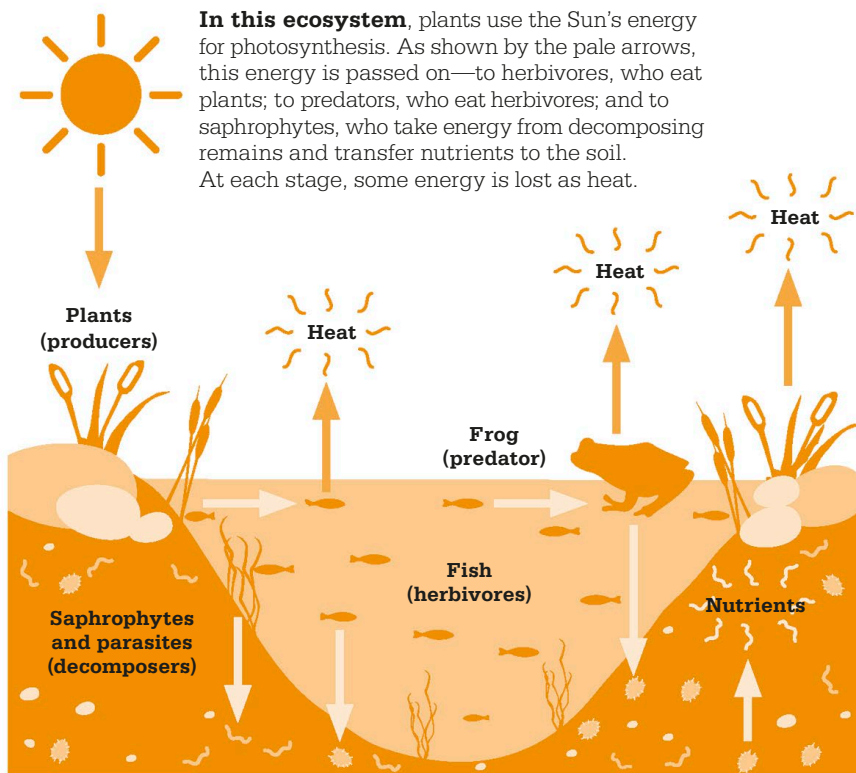 In this ecosystem, plants use the Sun's energy
for photosynthesis. As shown by the pale arrows,
this energy is passed on—to herbivores, who eat
plants; to predators, who eat herbivores; and to
saphrophytes, who take energy from decomposing
remains and transfer nutrients to the soil.
At each stage, some energy is lost as heat.
Heat
Heat
Plants
(producers)
Heat
Frog
(predator)
Fish
(herbivores)
Nutrients
Saphrophytes
and parasites
(decomposers)